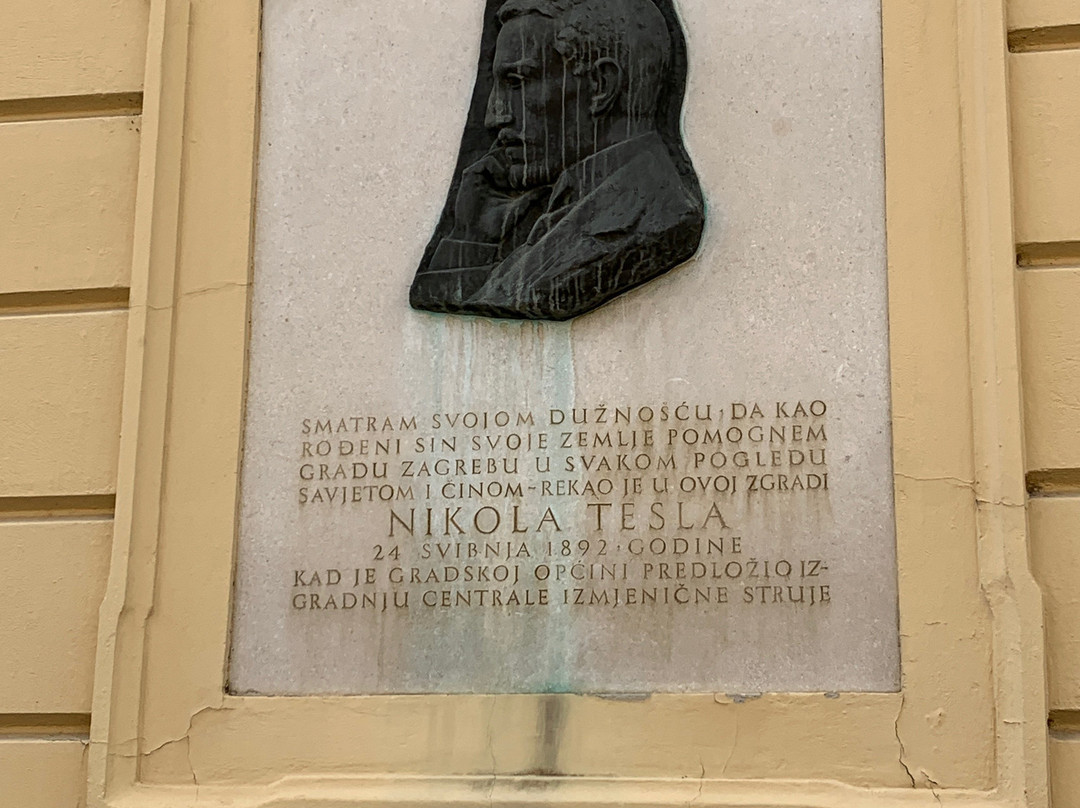 SMATRAM SVOJOM DUŽNOŠĆU, DA KAO
ROĐENI SIN SVOJE ZEMLJE POMOGNEM
GRADU ZAGREBU U SVAKOM POGLEDU
SAVJETOM I ČINOM-REKAO JE U OVOJ ZGRADI
NIKOLA TESLA
24 SVIBNJA 1892·GODINE
KAD JE GRADSKOJ OPĆINI PREDLOŽIO IZ-
GRADNJU CENTRALE IZMJENIČNE STRUJE